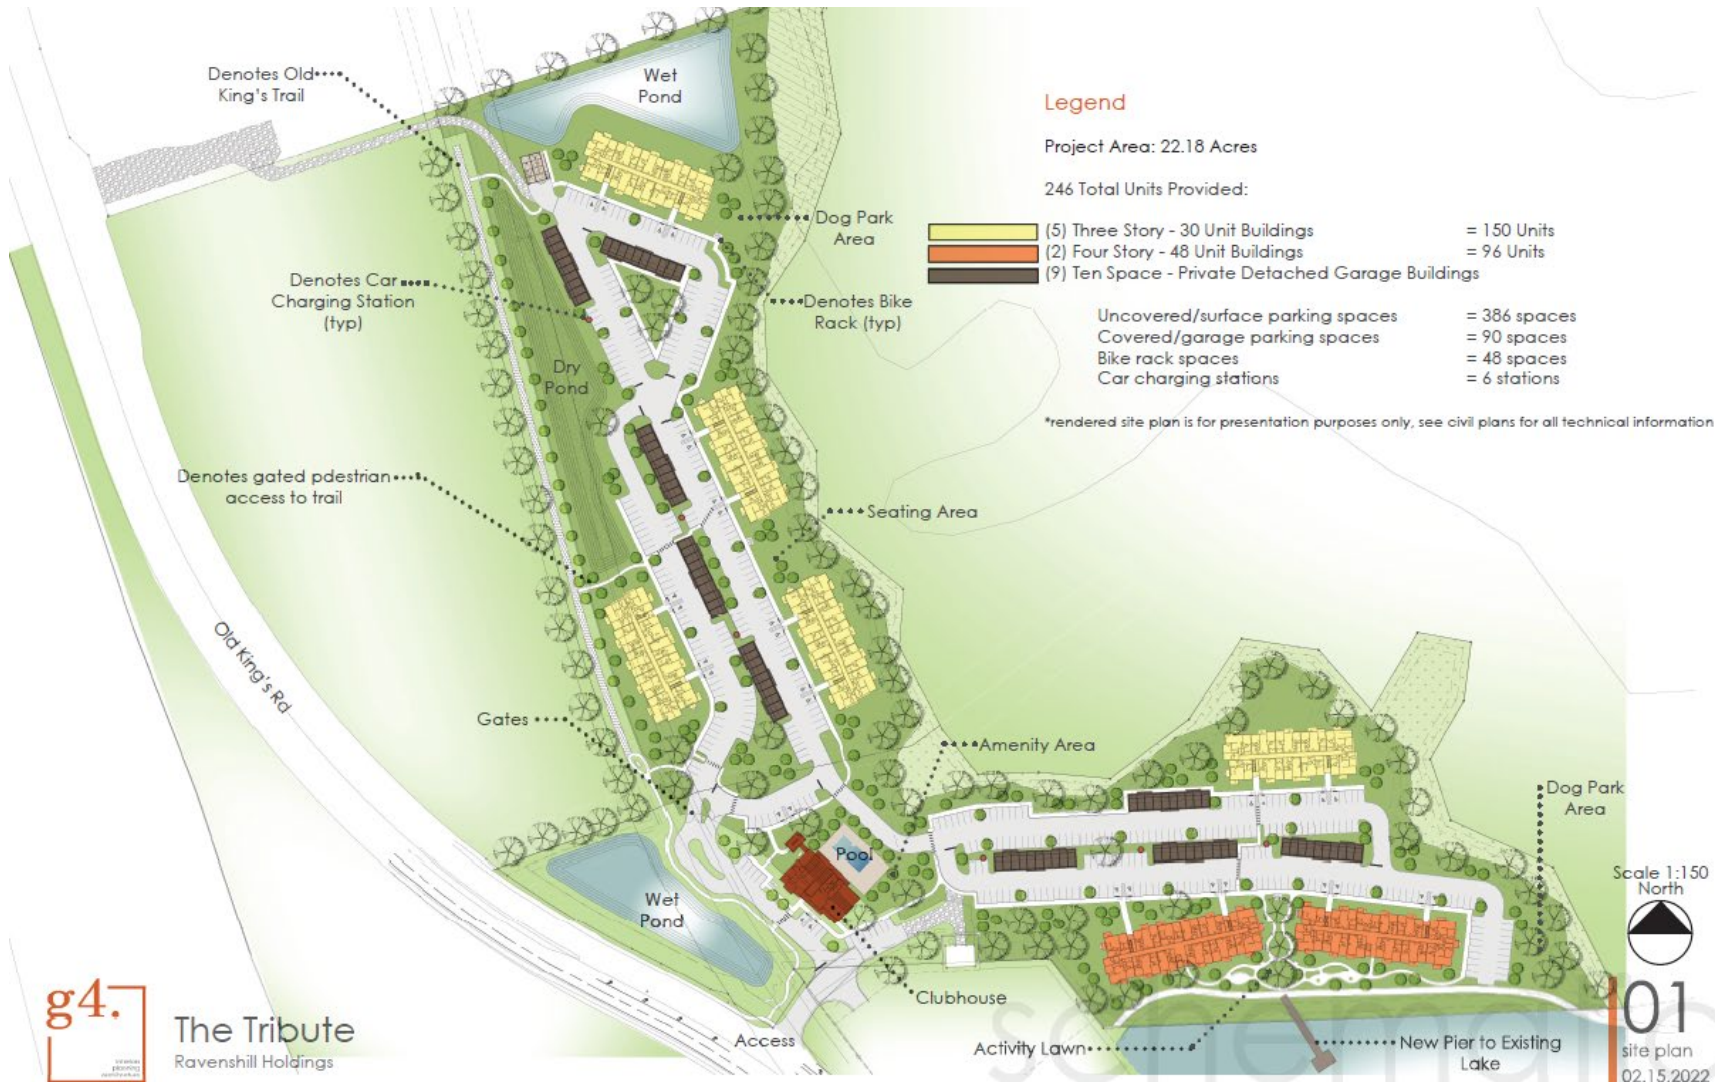 Denotes Old
King's Trail
Wet
Pond
Legend
Project Area: 22.18 Acres
246 Total Units Provided:
(5) Three Story - 30 Unit Buildings = 150 Units
(2) Four Story - 48 Unit Buildings = 96 Units
(9) Ten Space - Private Detached Garage Buildings
Uncovered/surface parking spaces = 386 spaces
Covered/garage parking spaces = 90 spaces
Bike rack spaces = 48 spaces
Car charging stations = 6 stations
*rendered site plan is for presentation purposes only, see civil plans for all technical information
Dog Park
Area
Denotes Car
Charging Station
(typ)
Denotes Bike
Rack (typ)
Dry
Pond
Denotes gated pdestrian
access to trail
Seating Area
Old King's Rd
Gates
Amenity Area
Dog Park
Area
Pool
Wet
Pond
Scale 1:150
North
Clubhouse
Access
Activity Lawn
New Pier to Existing
Lake
g4.
The Tribute
Ravenshill Holdings
01
site plan
02.15.2022